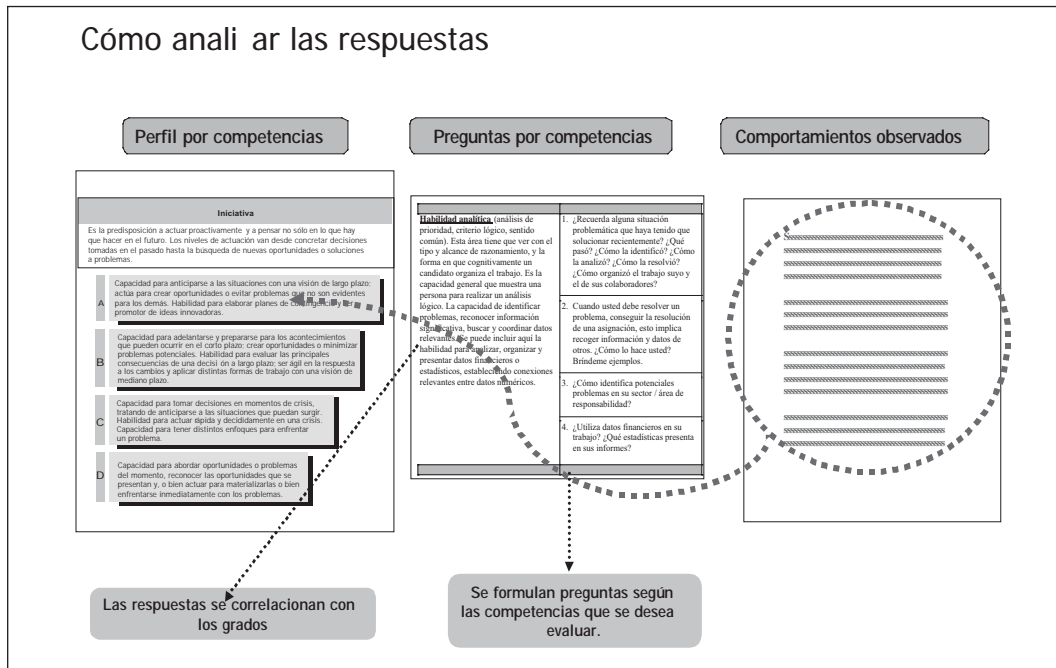 Cómo anali ar las respuestas
Perfil por competencias
Preguntas por competencias
Comportamientos observados
Iniciativa
Es la predisposición a actuar proactivamente y a pensar no sólo en lo que hay
que hacer en el futuro. Los niveles de actuación van desde concretar decisiones
tomadas en el pasado hasta la búsqueda de nuevas oportunidades o soluciones
a problemas.
A
Capacidad para anticiparse a las situaciones con una visión de largo plazo;
actúa para crear oportunidades o evitar problemas que no son evidentes
para los demás. Habilidad para elaborar planes de contingencia y ser
promotor de ideas innovadoras.
B
Capacidad para adelantarse y prepararse para los acontecimientos
que pueden ocurrir en el corto plazo; crear oportunidades o minimizar
problemas potenciales. Habilidad para evaluar las principales
consecuencias de una decisi ón a largo plazo; ser ágil en la respuesta
a los cambios y aplicar distintas formas de trabajo con una visión de
mediano plazo.
C
Capacidad para tomar decisiones en momentos de crisis,
tratando de anticiparse a las situaciones que puedan surgir.
Habilidad para actuar rápida y decididamente en una crisis.
Capacidad para tener distintos enfoques para enfrentar
un problema.
D
Capacidad para abordar oportunidades o problemas
del momento, reconocer las oportunidades que se
presentan y, o bien actuar para materializarlas o bien
enfrentarse inmediatamente con los problemas.
Habilidad analítica (análisis de
prioridad, criterio lógico, sentido
común). Esta área tiene que ver con el
tipo y alcance de razonamiento, y la
forma en que cognitivamente un
candidato organiza el trabajo. Es la
capacidad general que muestra una
persona para realizar un análisis
lógico. La capacidad de identificar
problemas, reconocer información
significativa, buscar y coordinar datos
relevantes. Se puede incluir aquí la
habilidad para analizar, organizar y
presentar datos financieros o
estadísticos, estableciendo conexiones
relevantes entre datos numéricos.
1. ¿Recuerda alguna situación
problemática que haya tenido que
solucionar recientemente? ¿Qué
pasó? ¿Cómo la identificó? ¿Cómo
la analizó? ¿Cómo la resolvió?
¿Cómo organizó el trabajo suyo y
el de sus colaboradores?
2. Cuando usted debe resolver un
problema, conseguir la resolución
de una asignación, esto implica
recoger información y datos de
otros. ¿Cómo lo hace usted?
Bríndeme ejemplos.
3. ¿Cómo identifica potenciales
problemas en su sector / área de
responsabilidad?
4. ¿Utiliza datos financieros en su
trabajo? ¿Qué estadísticas presenta
en sus informes?
Las respuestas se correlacionan con
los grados
Se formulan preguntas según
las competencias que se desea
evaluar.